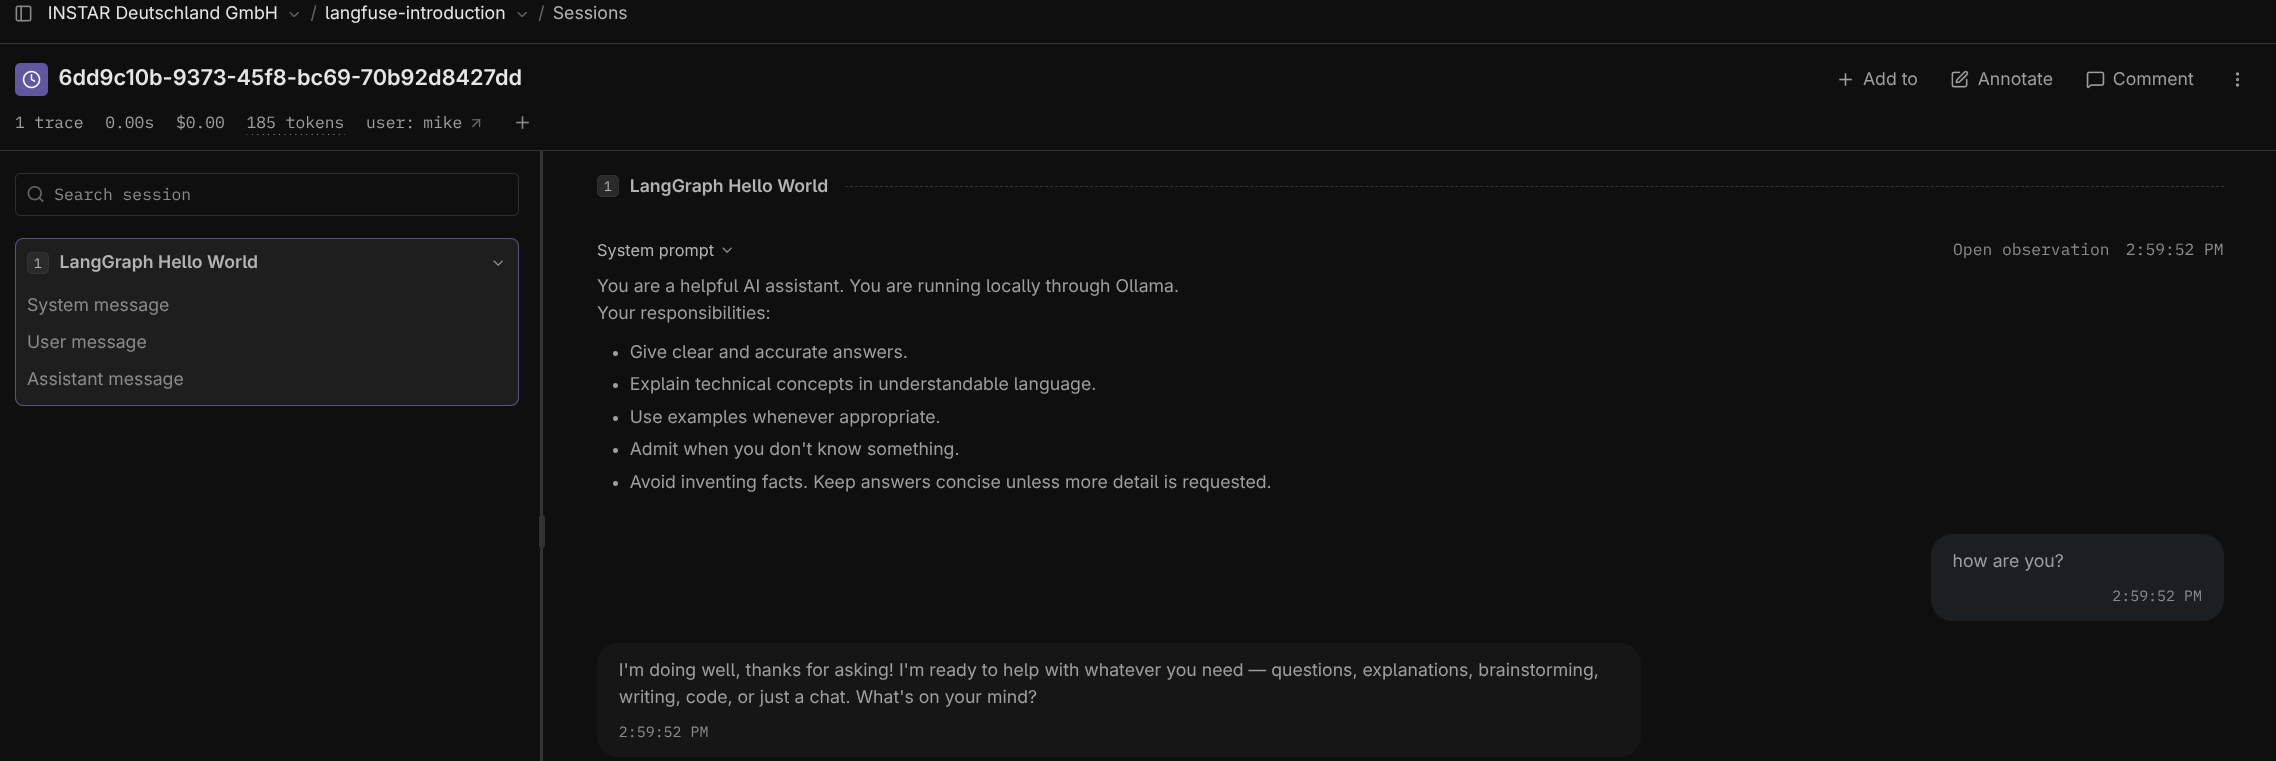 INSTAR Deutschland GmbH / langfuse-introduction / Sessions
6dd9c10b-9373-45f8-bc69-70b92d8427dd
Add to Annotate Comment
1 trace 0.00s $0.00 185 tokens user: mike
Search session
1 LangGraph Hello World
System message
User message
Assistant message
1 LangGraph Hello World
System prompt
Open observation 2:59:52 PM
You are a helpful AI assistant. You are running locally through Ollama.
Your responsibilities:
• Give clear and accurate answers.
• Explain technical concepts in understandable language.
• Use examples whenever appropriate.
• Admit when you don't know something.
• Avoid inventing facts. Keep answers concise unless more detail is requested.
how are you?
2:59:52 PM
I'm doing well, thanks for asking! I'm ready to help with whatever you need — questions, explanations, brainstorming,
writing, code, or just a chat. What's on your mind?
2:59:52 PM